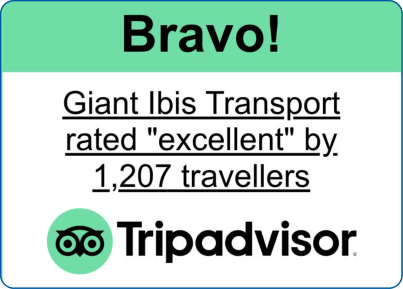 Bravo!
Giant Ibis Transport
rated "excellent" by
1,207 travellers
Tripadvisor